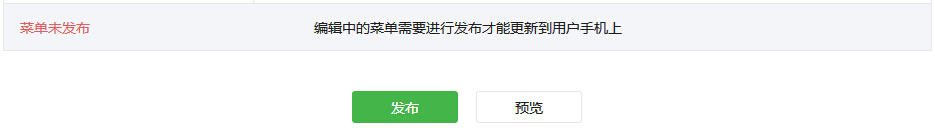 菜单未发布
编辑中的菜单需要进行发布才能更新到用户手机上
发布
预览